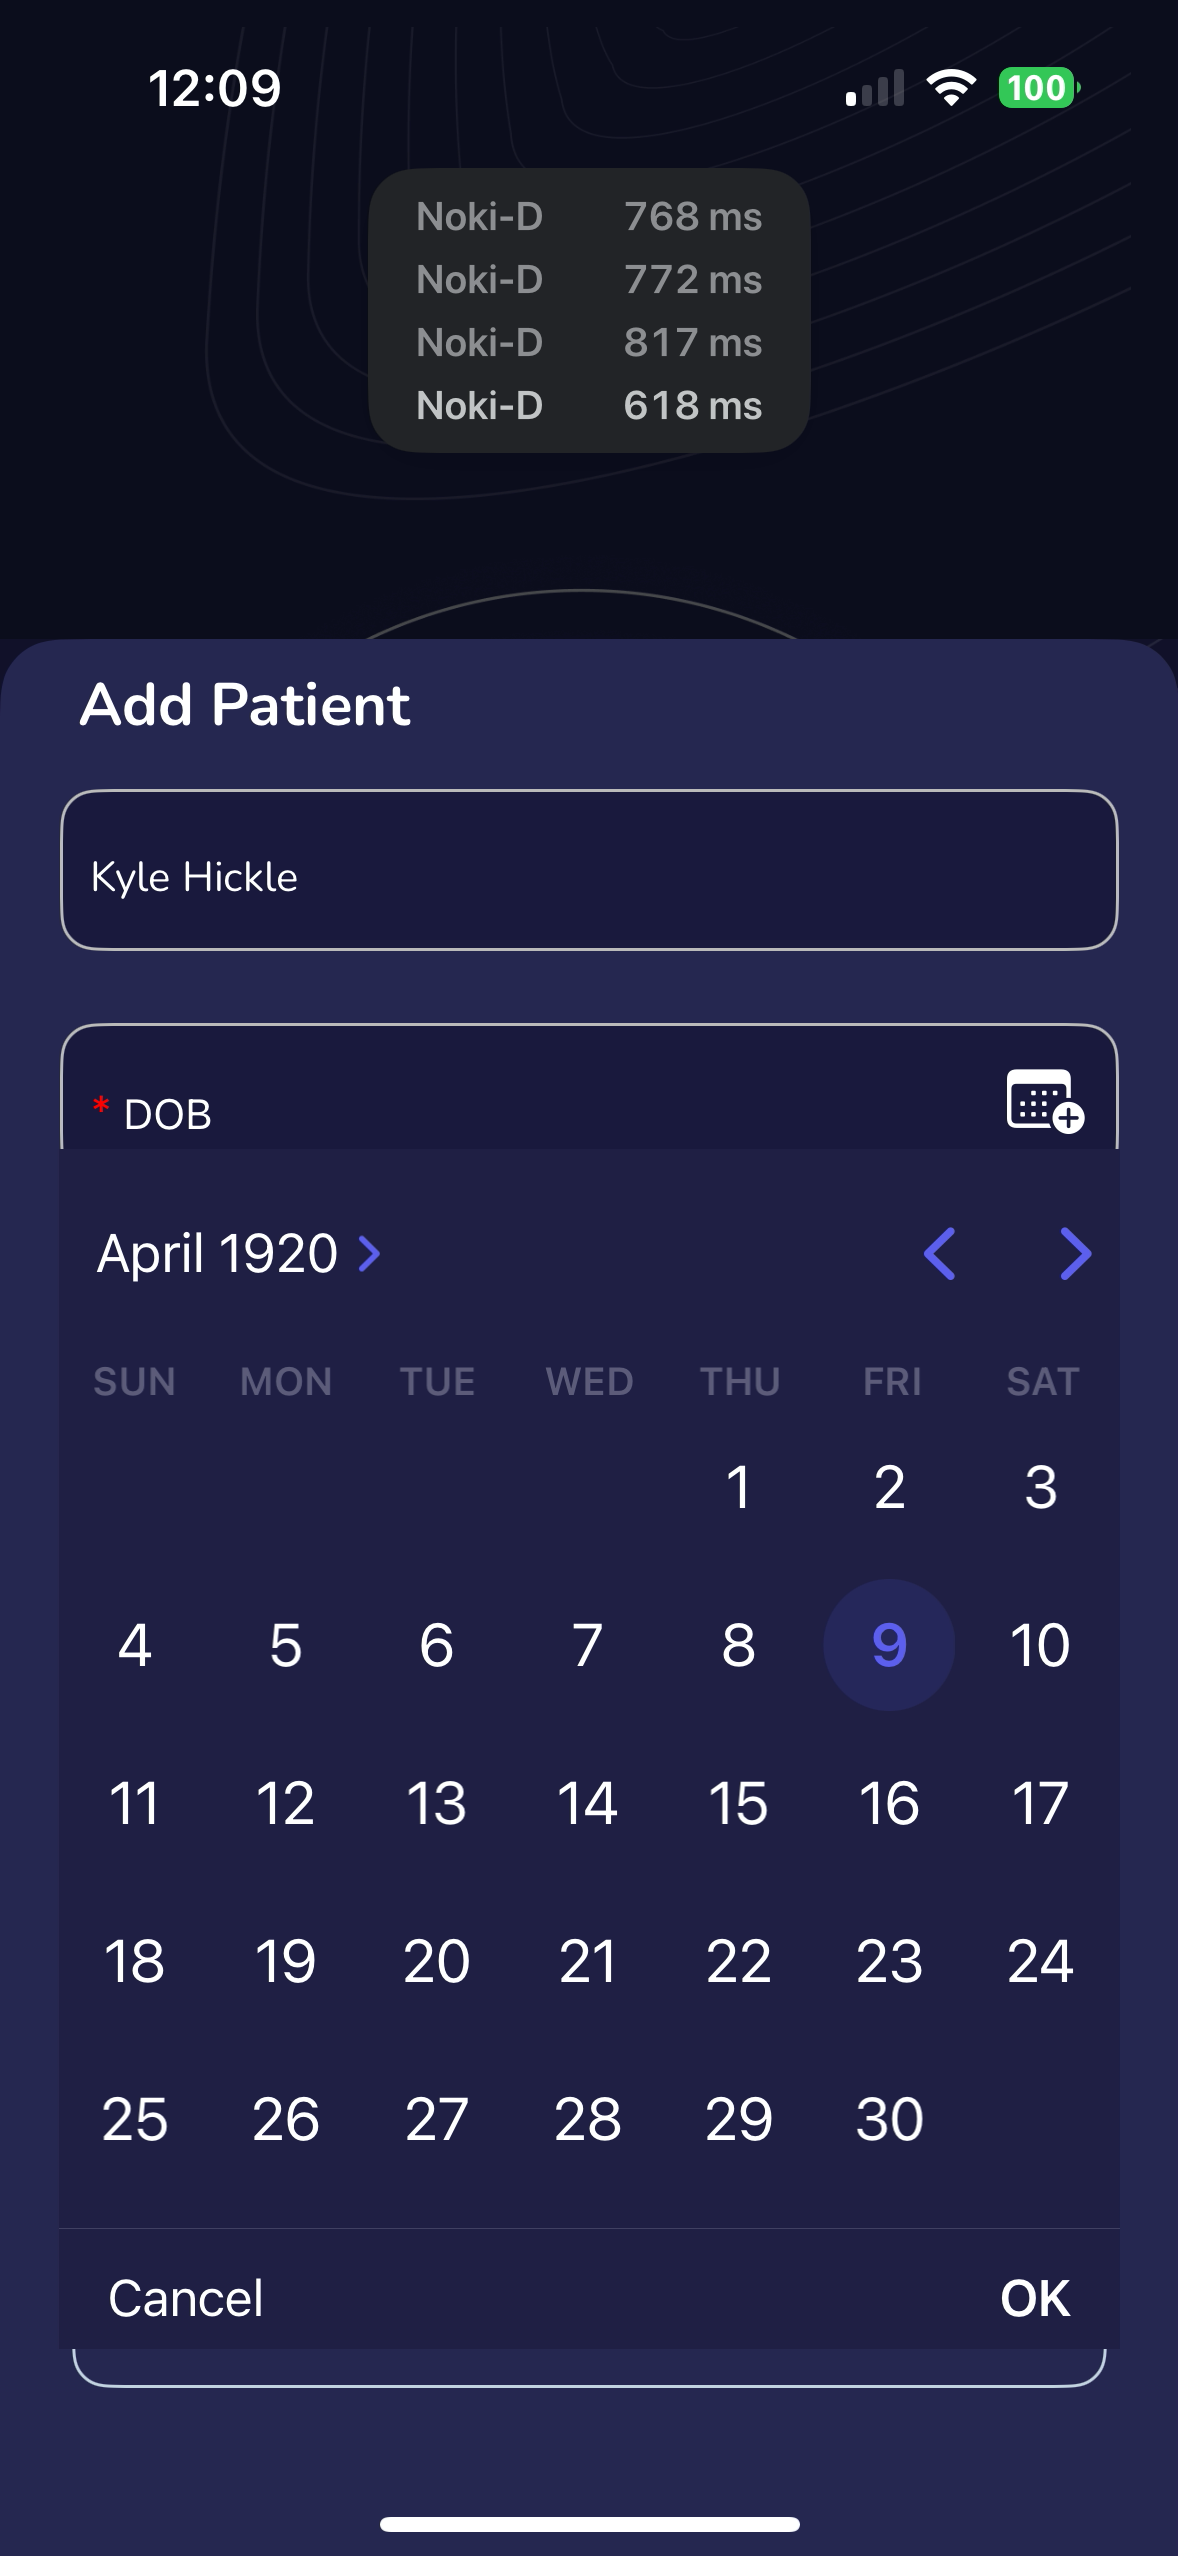 12:09 100
Noki-D 768 ms
Noki-D 772 ms
Noki-D 817 ms
Noki-D 618 ms
Add Patient
Kyle Hickle
* DOB
April 1920
SUN MON TUE WED THU FRI SAT
1 2 3
4 5 6 7 8 9 10
11 12 13 14 15 16 17
18 19 20 21 22 23 24
25 26 27 28 29 30
Cancel OK